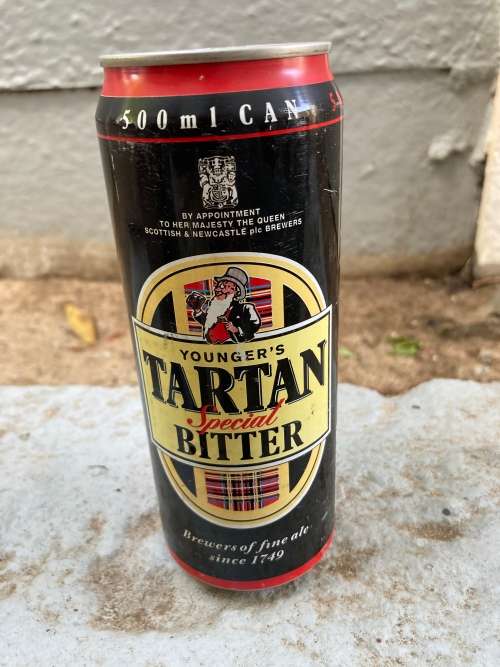 500ml CAN
BY APPOINTMENT
TO HER MAJESTY THE QUEEN
SCOTTISH & NEWCASTLE plc BREWERS
YOUNGER'S
TARTAN
Special
BITTER
Brewers of fine ale
since 1749